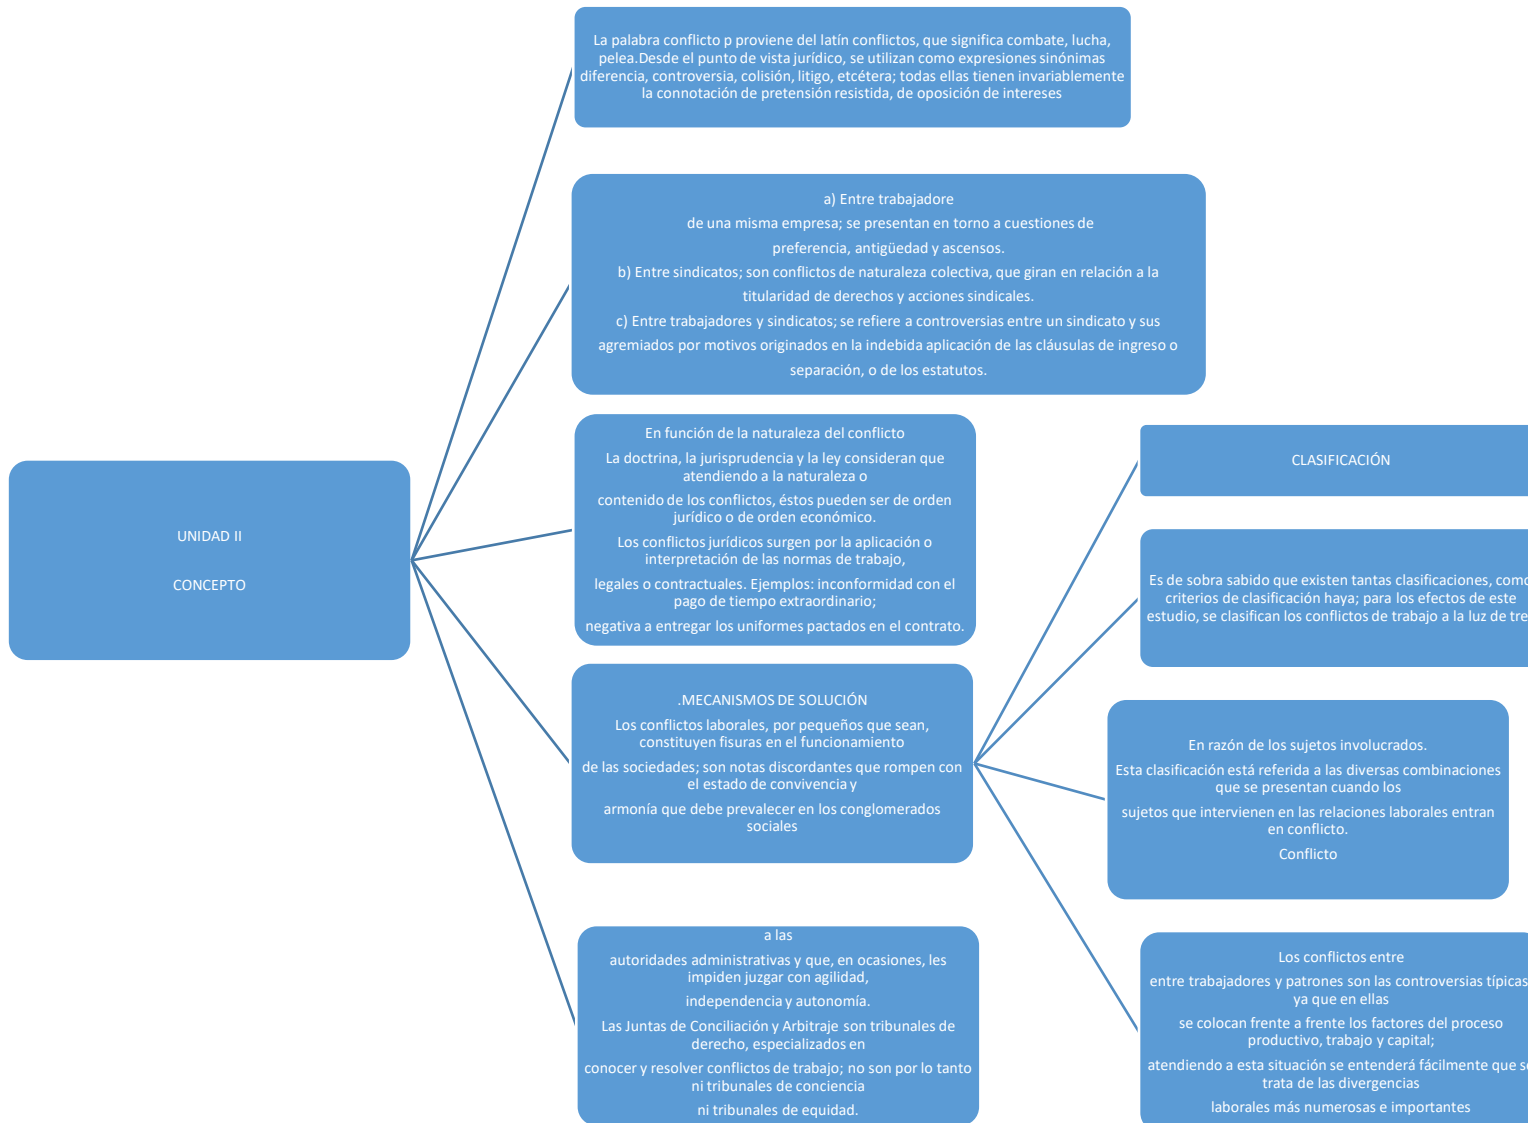 UNIDAD II
CONCEPTO
La palabra conflicto p proviene del latín conflictos, que significa combate, lucha,
pelea.Desde el punto de vista jurídico, se utilizan como expresiones sinónimas
diferencia, controversia, colisión, litigo, etcétera; todas ellas tienen invariablemente
la connotación de pretensión resistida, de oposición de intereses
a) Entre trabajadore
de una misma empresa; se presentan en torno a cuestiones de
preferencia, antigüedad y ascensos.
b) Entre sindicatos; son conflictos de naturaleza colectiva, que giran en relación a la
titularidad de derechos y acciones sindicales.
c) Entre trabajadores y sindicatos; se refiere a controversias entre un sindicato y sus
agremiados por motivos originados en la indebida aplicación de las cláusulas de ingreso o
separación, o de los estatutos.
En función de la naturaleza del conflicto
La doctrina, la jurisprudencia y la ley consideran que
atendiendo a la naturaleza o
contenido de los conflictos, éstos pueden ser de orden
jurídico o de orden económico.
Los conflictos jurídicos surgen por la aplicación o
interpretación de las normas de trabajo,
legales o contractuales. Ejemplos: inconformidad con el
pago de tiempo extraordinario;
negativa a entregar los uniformes pactados en el contrato.
.MECANISMOS DE SOLUCIÓN
Los conflictos laborales, por pequeños que sean,
constituyen fisuras en el funcionamiento
de las sociedades; son notas discordantes que rompen con
el estado de convivencia y
armonía que debe prevalecer en los conglomerados
sociales
CLASIFICACIÓN
Es de sobra sabido que existen tantas clasificaciones, como
criterios de clasificación haya; para los efectos de este
estudio, se clasifican los conflictos de trabajo a la luz de tre
En razón de los sujetos involucrados.
Esta clasificación está referida a las diversas combinaciones
que se presentan cuando los
sujetos que intervienen en las relaciones laborales entran
en conflicto.
Conflicto
Los conflictos entre
entre trabajadores y patrones son las controversias típicas
ya que en ellas
se colocan frente a frente los factores del proceso
productivo, trabajo y capital;
atendiendo a esta situación se entenderá fácilmente que se
trata de las divergencias
laborales más numerosas e importantes
a las
autoridades administrativas y que, en ocasiones, les
impiden juzgar con agilidad,
independencia y autonomía.
Las Juntas de Conciliación y Arbitraje son tribunales de
derecho, especializados en
conocer y resolver conflictos de trabajo; no son por lo tanto
ni tribunales de conciencia
ni tribunales de equidad.